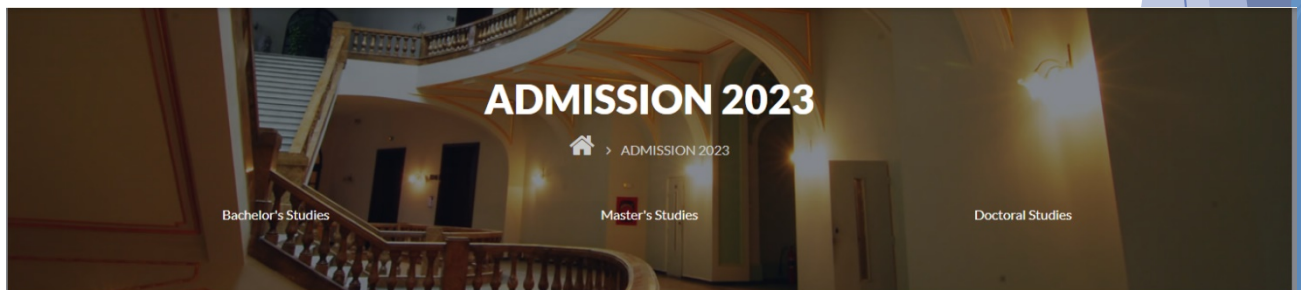 ADMISSION 2023
> ADMISSION 2023
Bachelor's Studies Master's Studies Doctoral Studies